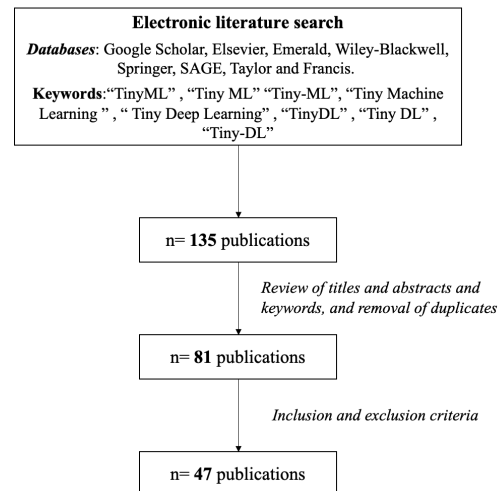 Electronic literature search
Databases: Google Scholar, Elsevier, Emerald, Wiley-Blackwell,
Springer, SAGE, Taylor and Francis.
Keywords:“TinyML” , “Tiny ML” “Tiny-ML”, “Tiny Machine
Learning ” , “ Tiny Deep Learning” , “TinyDL” , “Tiny DL” ,
“Tiny-DL”
n= 135 publications
Review of titles and abstracts and
keywords, and removal of duplicates
n= 81 publications
Inclusion and exclusion criteria
n= 47 publications